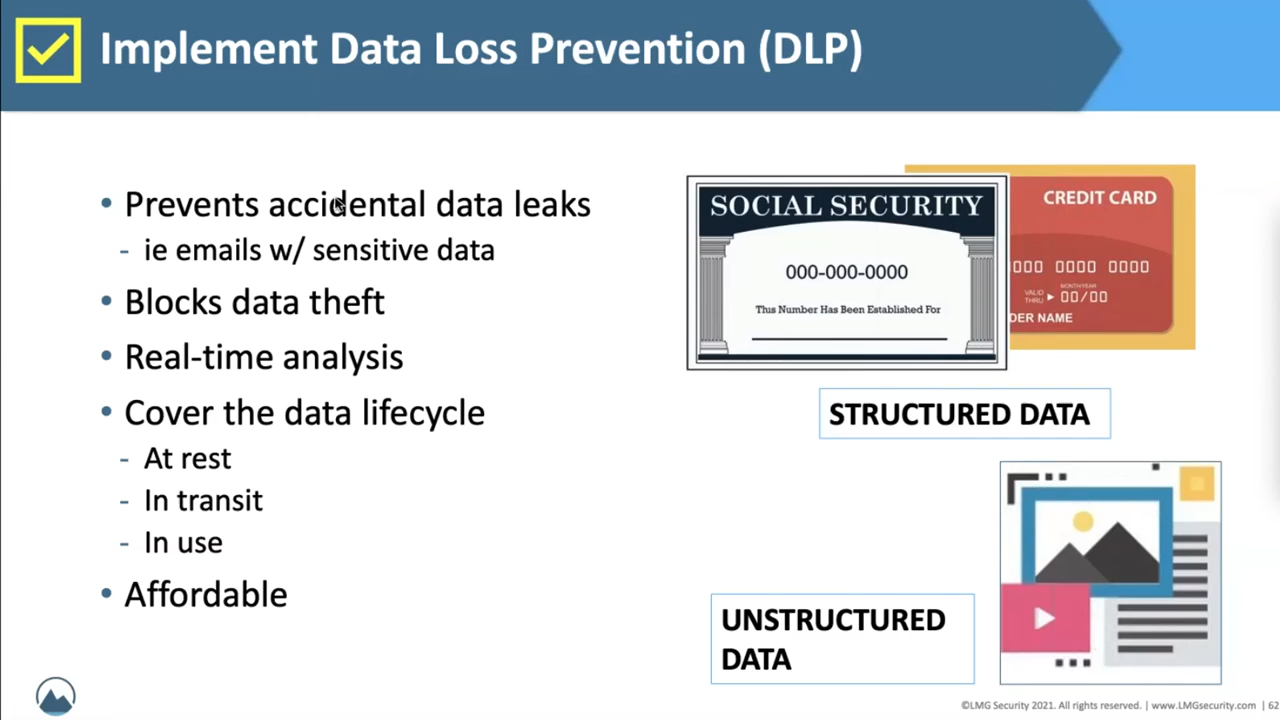 Implement Data Loss Prevention (DLP)
• Prevents accidental data leaks
- ie emails w/ sensitive data
• Blocks data theft
• Real-time analysis
• Cover the data lifecycle
- At rest
- In transit
- In use
• Affordable
SOCIAL SECURITY
000-000-0000
This Number Has Been Established For
CREDIT CARD
0000 0000 0000
VALID THRU
MONTH/YEAR
00/00
DER NAME
STRUCTURED DATA
UNSTRUCTURED
DATA
©LMG Security 2021. All rights reserved. | www.LMGsecurity.com | 62